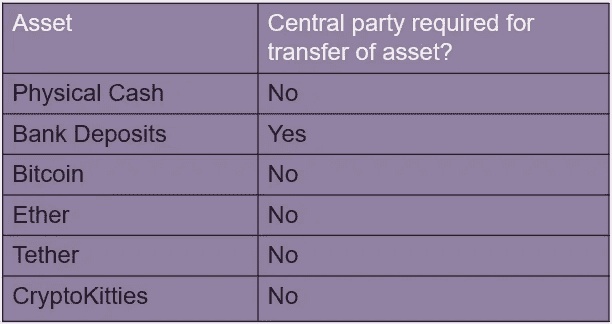 Asset
Central party required for
transfer of asset?
Physical Cash
No
Bank Deposits
Yes
Bitcoin
No
Ether
No
Tether
No
CryptoKitties
No